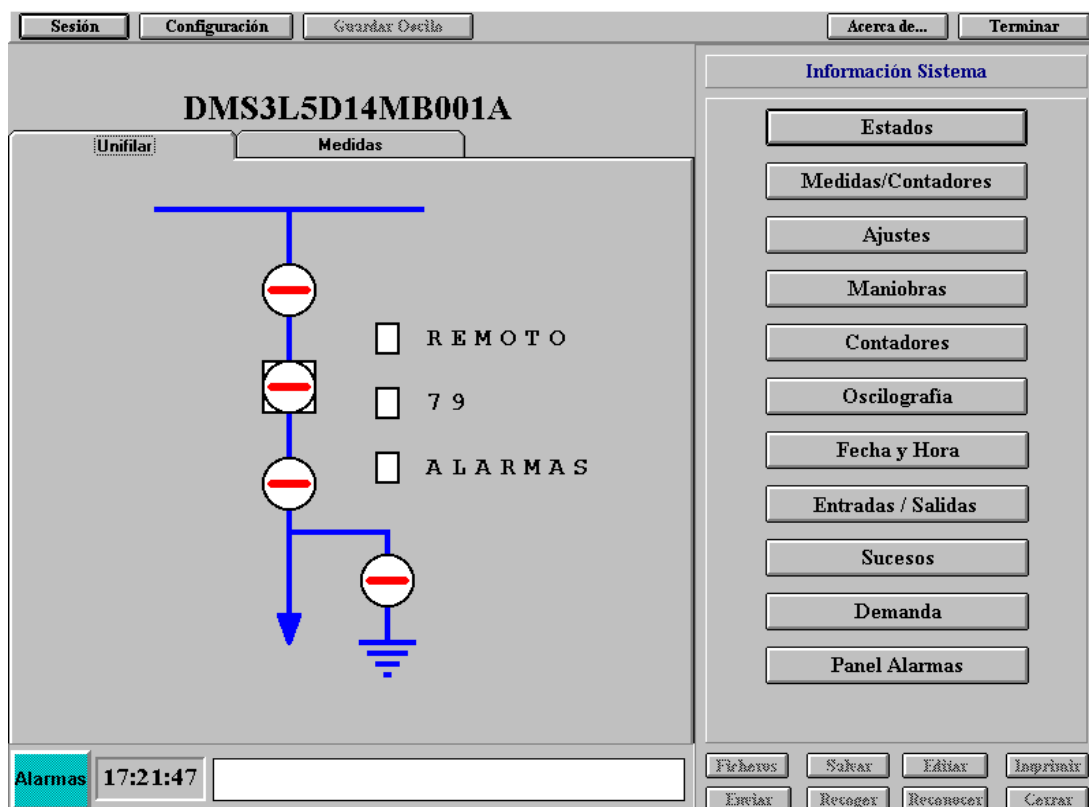 Sesión Configuración Guardar Oscilo Acerca de... Terminar
Información Sistema
DMS3L5D14MB001A
Unifilar Medidas
REMOTO
79
ALARMAS
Estados
Medidas/Contadores
Ajustes
Maniobras
Contadores
Oscilografía
Fecha y Hora
Entradas / Salidas
Sucesos
Demanda
Panel Alarmas
Alarmas 17:21:47
Ficheros Salvar Editar Imprimir
Enviar Recoger Reconocer Cerrar